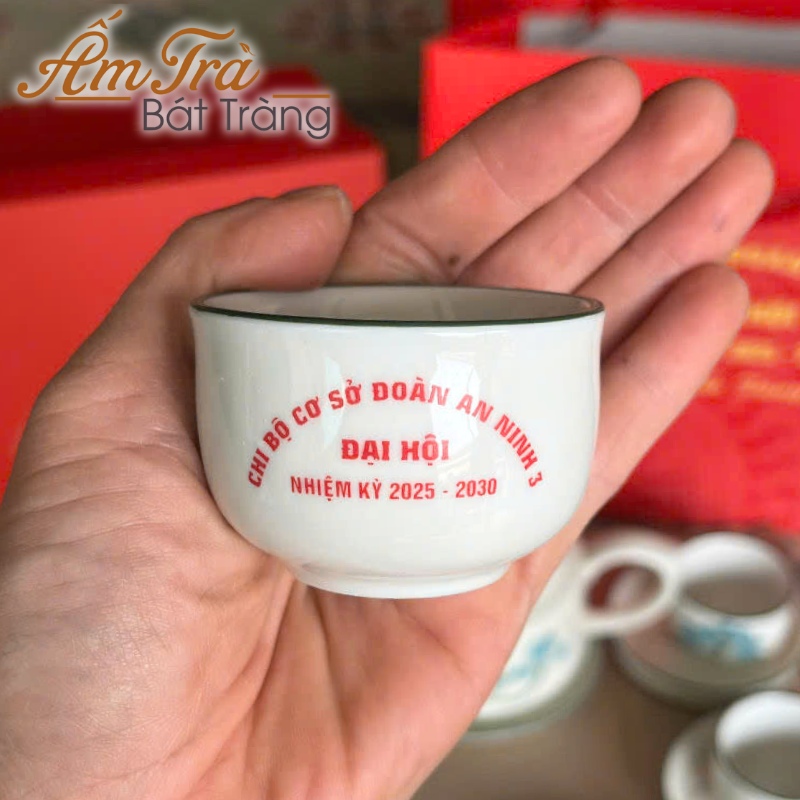 Ấm Trà
Bát Tràng
CHI BỘ CƠ SỞ ĐOÀN AN NINH 3
ĐẠI HỘI
NHIỆM KỲ 2025 - 2030